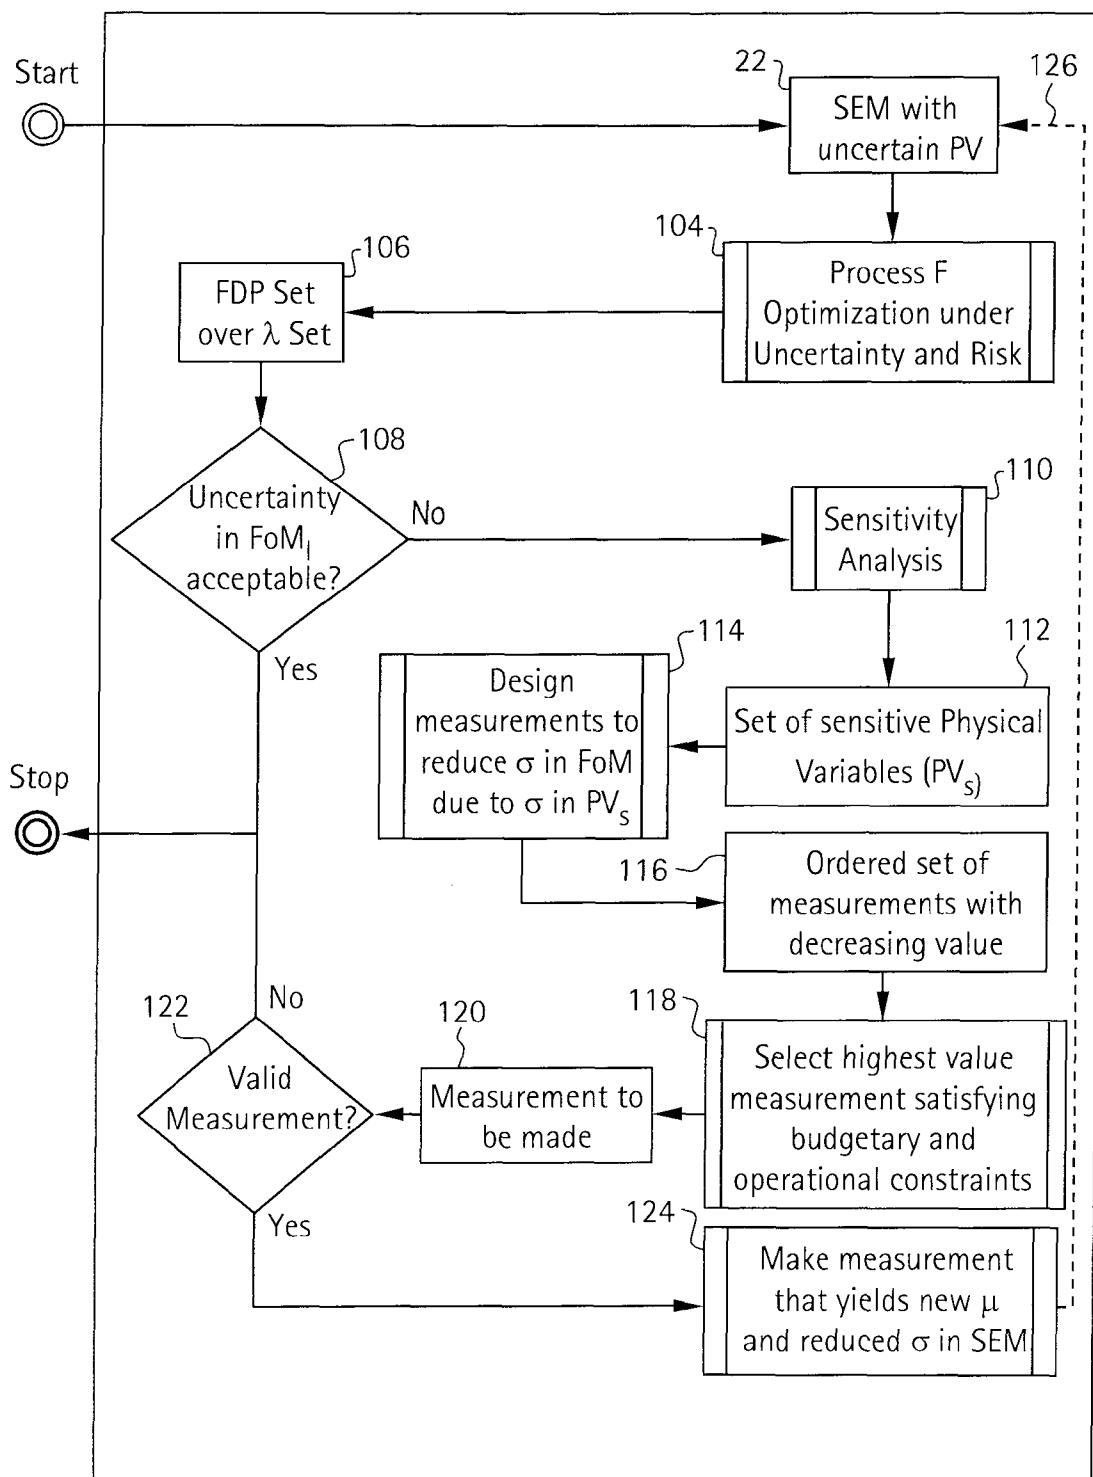 Start
22
126
SEM with
uncertain PV
104
Process F
Optimization under
Uncertainty and Risk
106
FDP Set
over λ Set
108
Uncertainty
in FoM_l
acceptable?
No
Yes
110
Sensitivity
Analysis
112
Set of sensitive Physical
Variables (PV_s)
114
Design
measurements to
reduce σ in FoM
due to σ in PV_s
Stop
116
Ordered set of
measurements with
decreasing value
118
Select highest value
measurement satisfying
budgetary and
operational constraints
120
Measurement to
be made
122
No
Valid
Measurement?
Yes
124
Make measurement
that yields new μ
and reduced σ in SEM